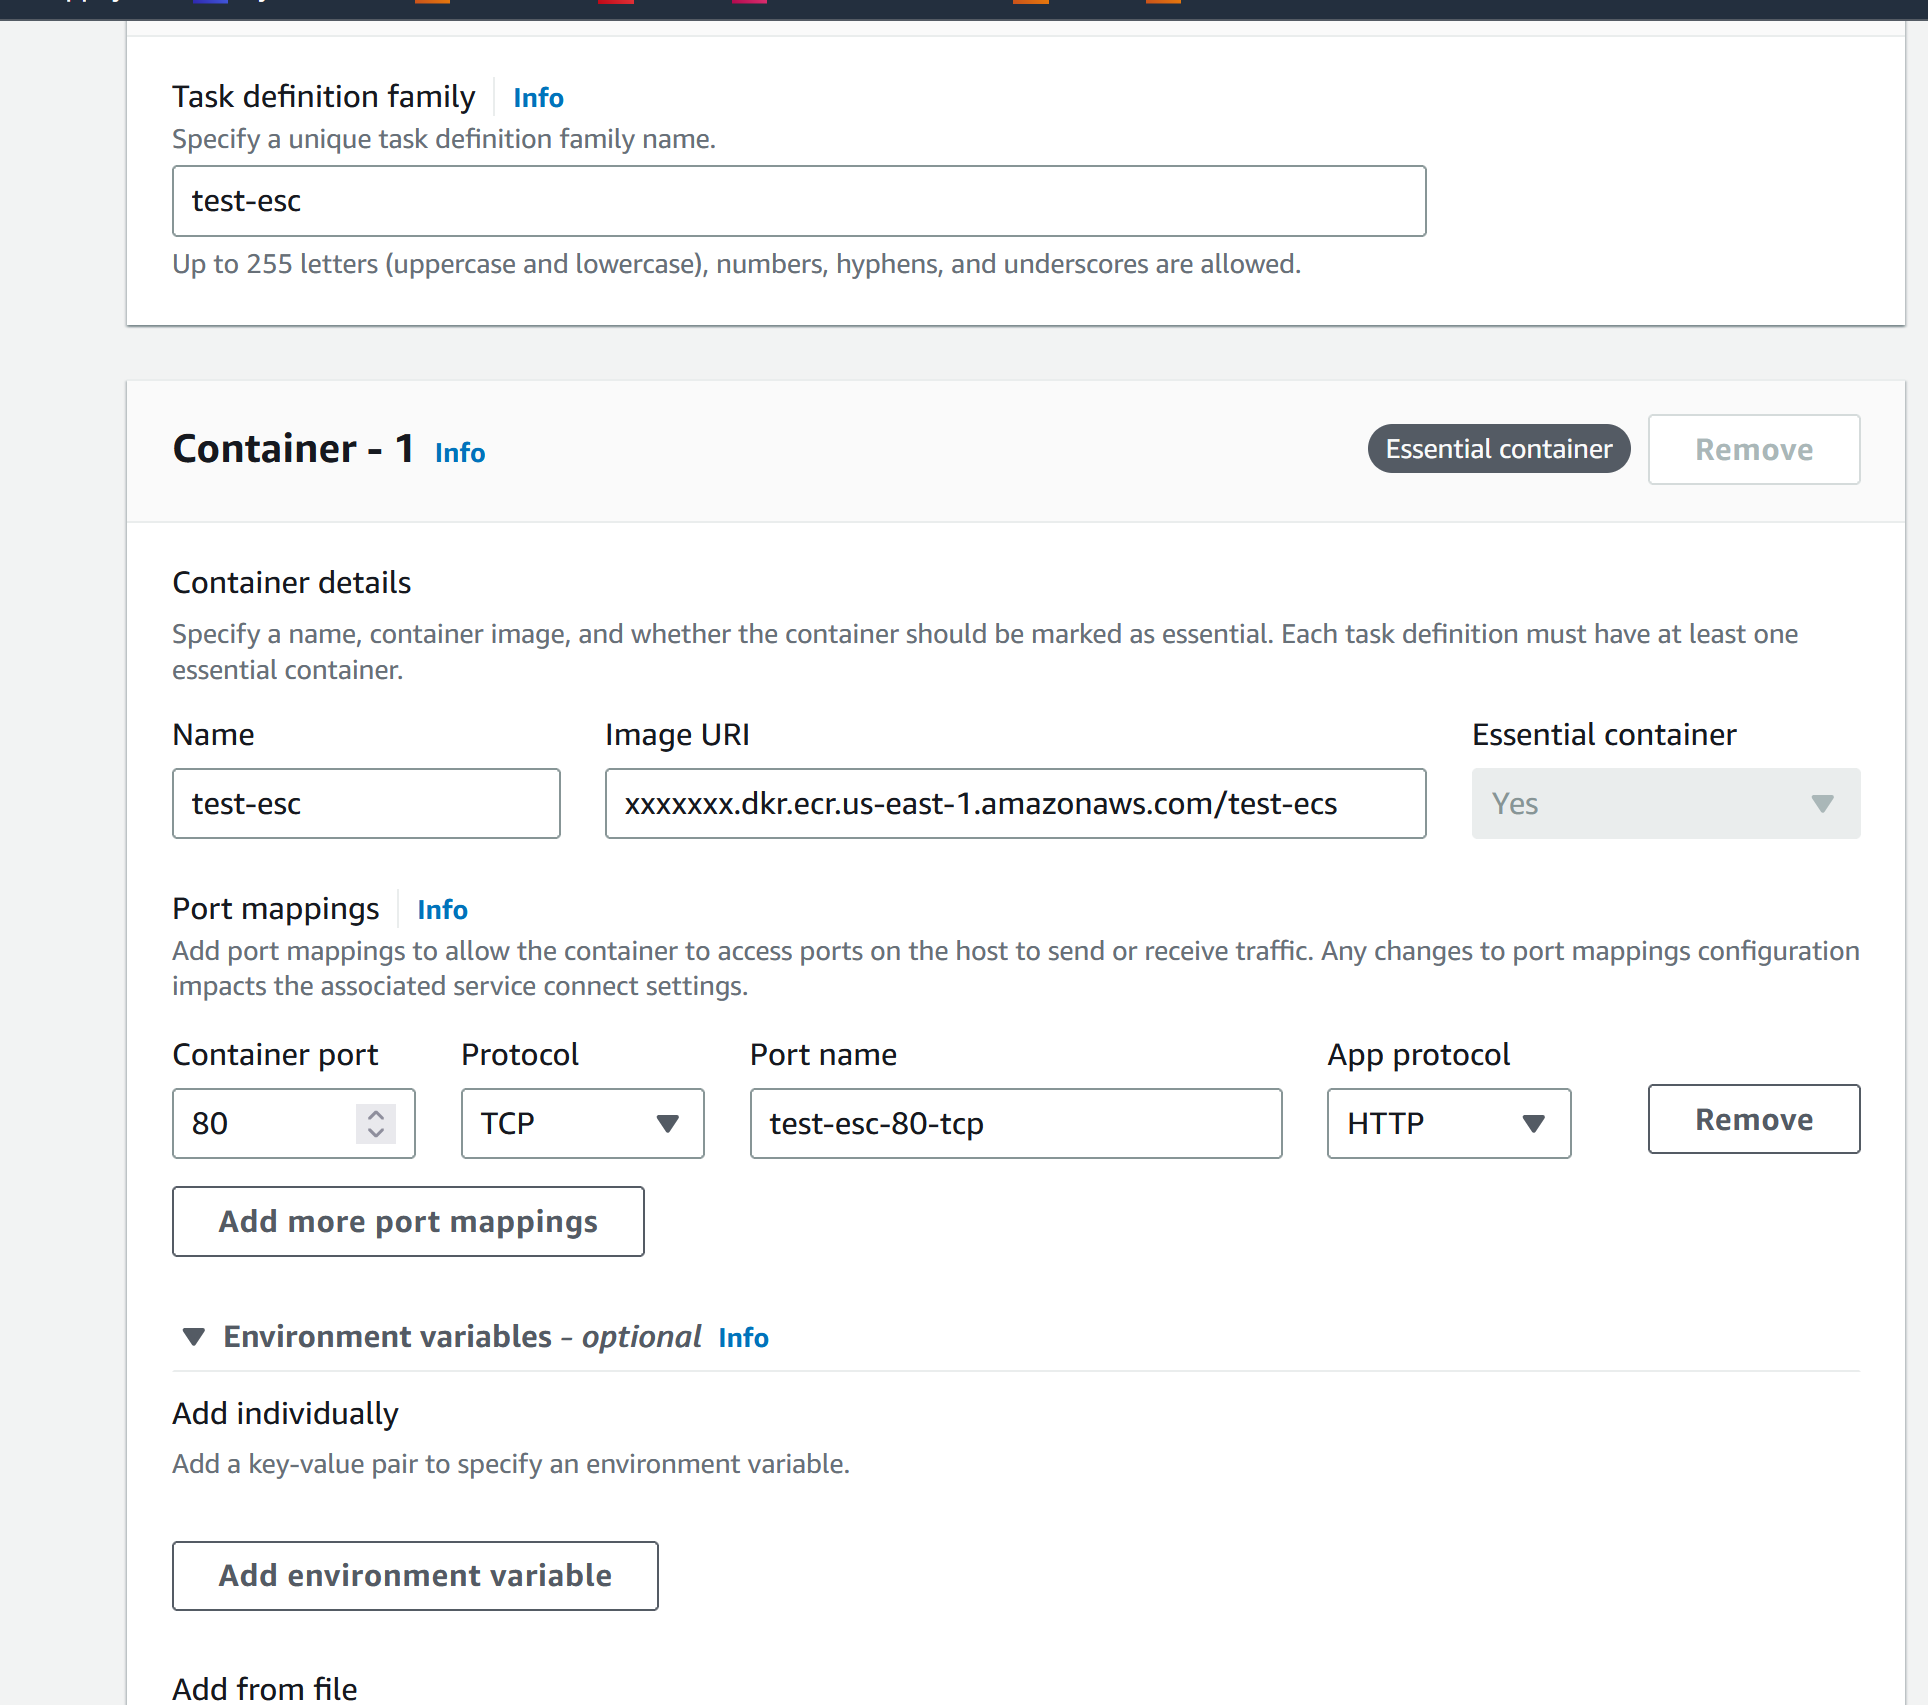 Task definition family Info
Specify a unique task definition family name.
test-esc
Up to 255 letters (uppercase and lowercase), numbers, hyphens, and underscores are allowed.
Container - 1 Info Essential container Remove
Container details
Specify a name, container image, and whether the container should be marked as essential. Each task definition must have at least one
essential container.
Name Image URI Essential container
test-esc xxxxxxx.dkr.ecr.us-east-1.amazonaws.com/test-ecs Yes
Port mappings Info
Add port mappings to allow the container to access ports on the host to send or receive traffic. Any changes to port mappings configuration
impacts the associated service connect settings.
Container port Protocol Port name App protocol
80 TCP test-esc-80-tcp HTTP Remove
Add more port mappings
Environment variables - optional Info
Add individually
Add a key-value pair to specify an environment variable.
Add environment variable
Add from file